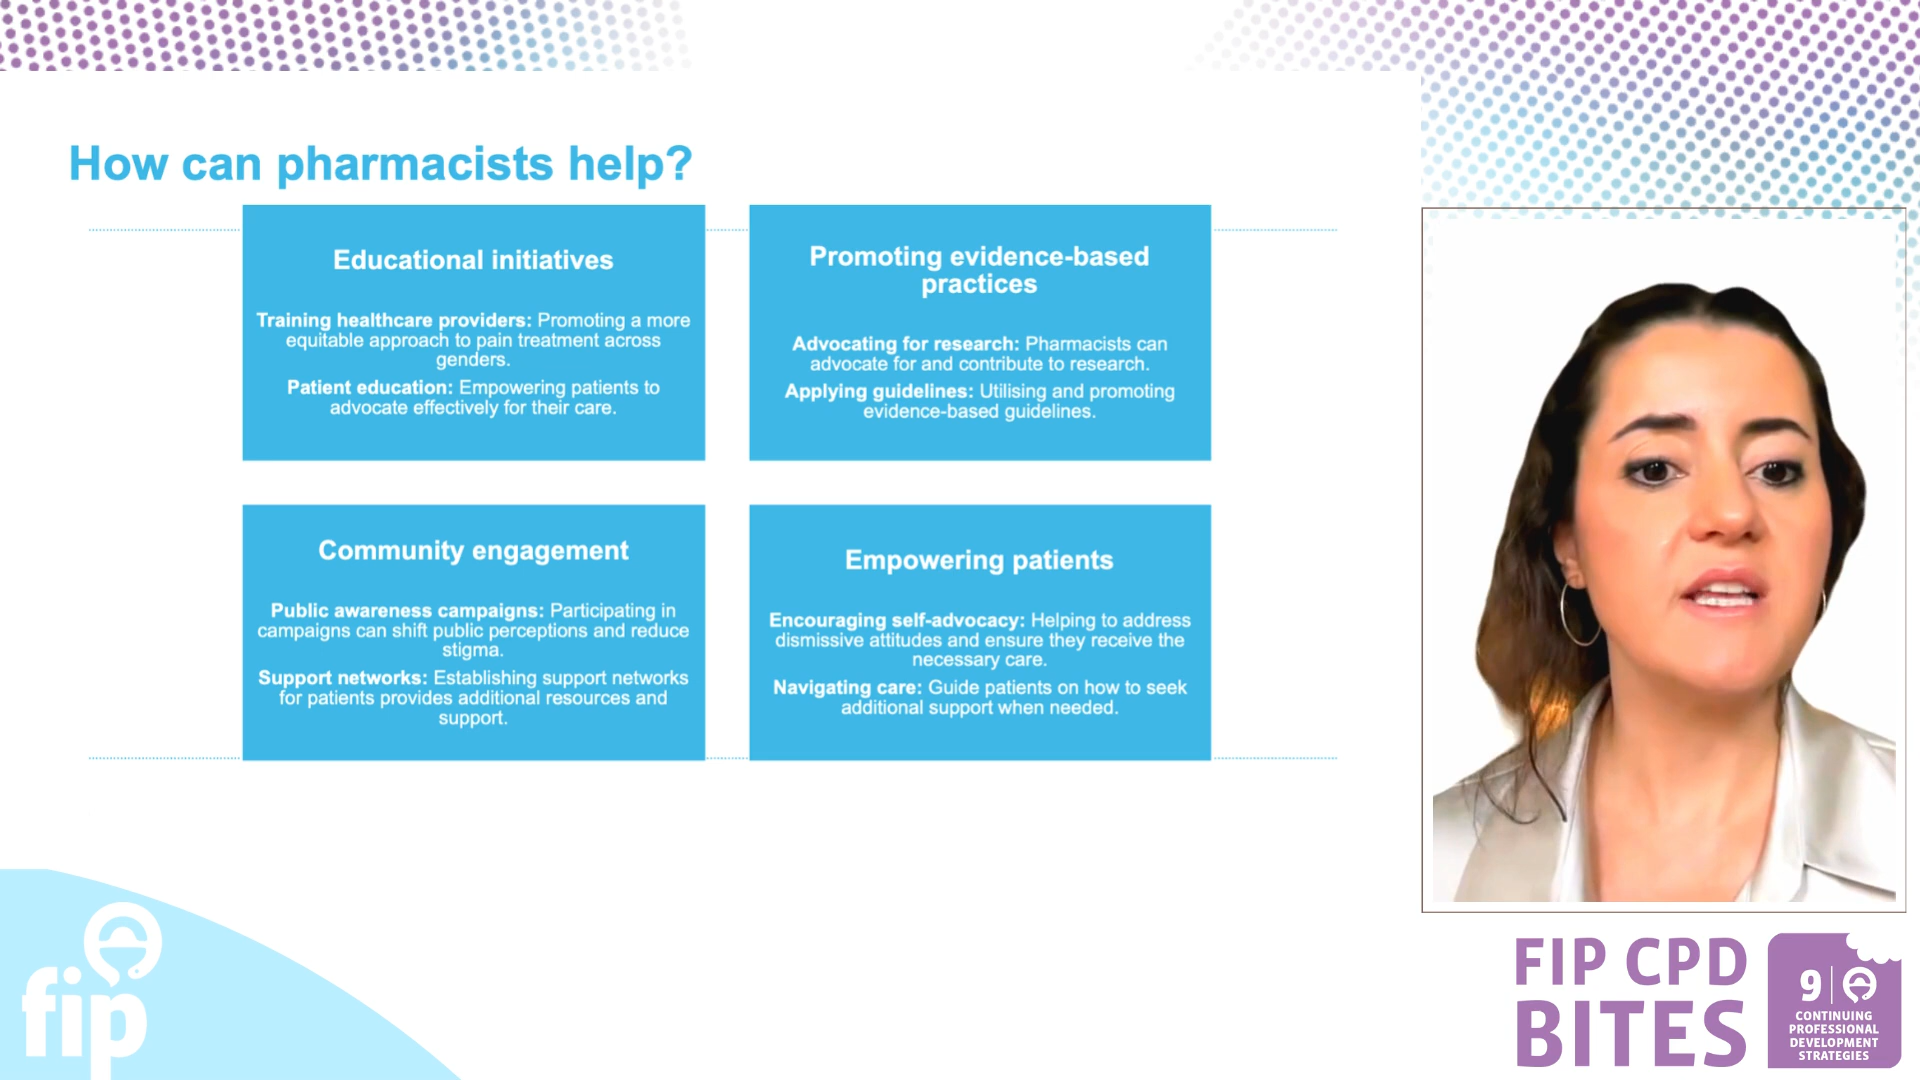 How can pharmacists help?
Educational initiatives
Training healthcare providers: Promoting a more
equitable approach to pain treatment across
genders.
Patient education: Empowering patients to
advocate effectively for their care.
Promoting evidence-based
practices
Advocating for research: Pharmacists can
advocate for and contribute to research.
Applying guidelines: Utilising and promoting
evidence-based guidelines.
Community engagement
Public awareness campaigns: Participating in
campaigns can shift public perceptions and reduce
stigma.
Support networks: Establishing support networks
for patients provides additional resources and
support.
Empowering patients
Encouraging self-advocacy: Helping to address
dismissive attitudes and ensure they receive the
necessary care.
Navigating care: Guide patients on how to seek
additional support when needed.
fip
FIP CPD
BITES
9
CONTINUING
PROFESSIONAL
DEVELOPMENT
STRATEGIES